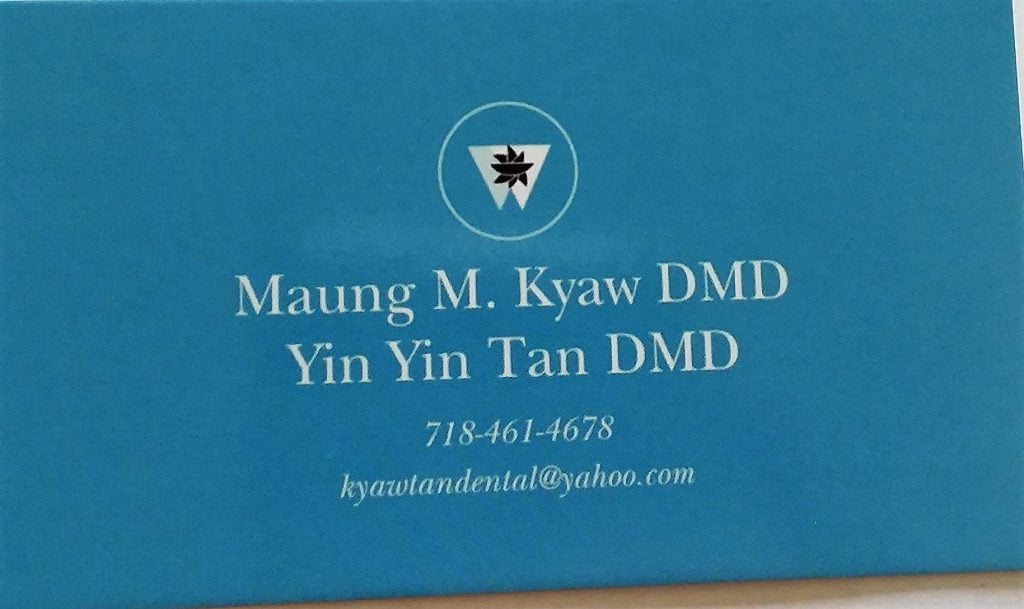 Maung M. Kyaw DMD
Yin Yin Tan DMD
718-461-4678
kyawtandental@yahoo.com